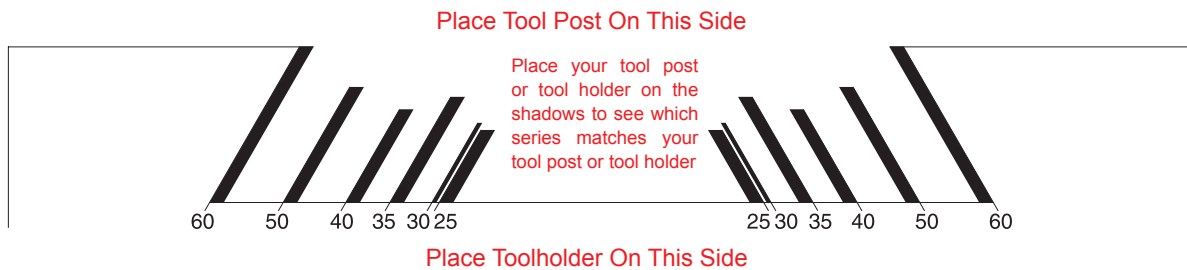 Place Tool Post On This Side
Place your tool post
or tool holder on the
shadows to see which
series matches your
tool post or tool holder
60 50 40 35 30 25 25 30 35 40 50 60
Place Toolholder On This Side